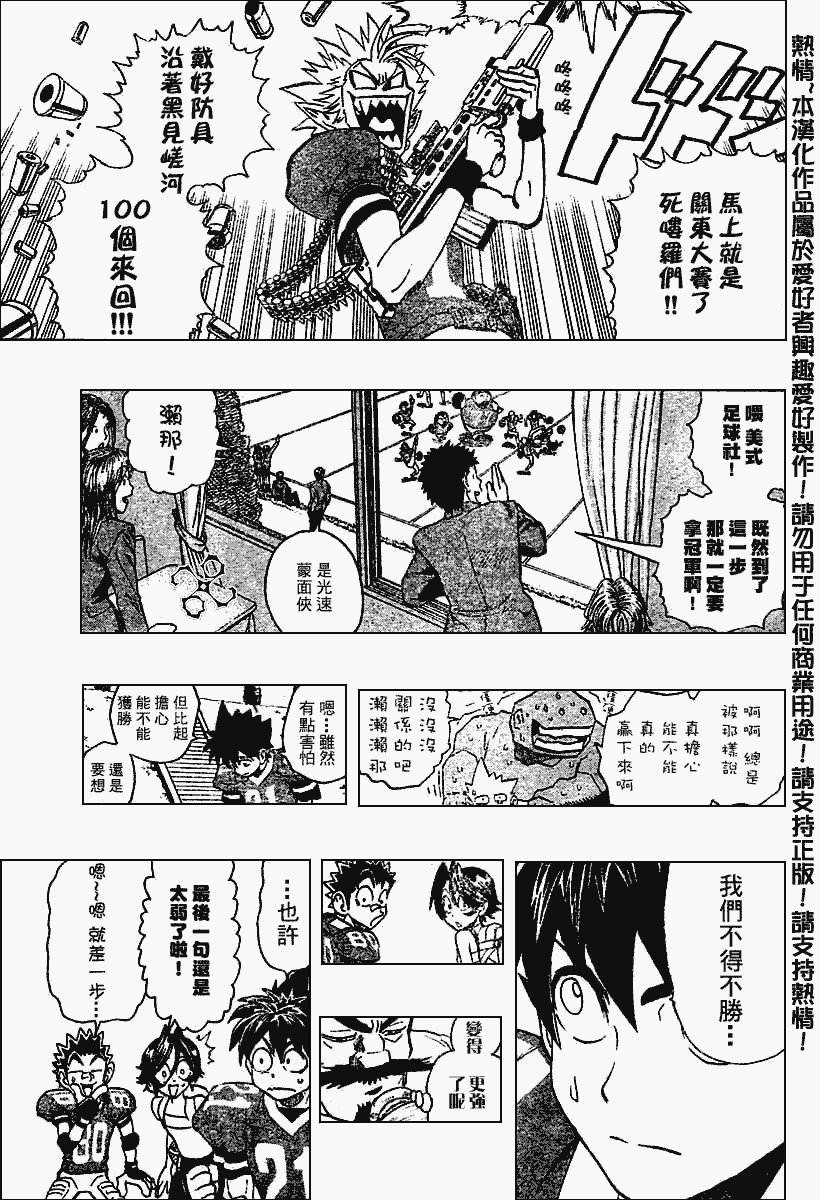 馬上就是
關東大賽了
死嘍羅們!!
咚咚咚
ドドドドッ
戴好防具
沿著黑見嵯河
100
個來回!!!
喂 美式
足球社!
既然到了
這一步
那就一定要
拿冠軍啊!
瀨那!
是光速
蒙面俠
啊啊 總是
被那樣說
真擔心
能不能
真的
贏下來啊
沒沒沒
關係的吧
瀨瀨瀨那
嗯…雖然
有點害怕
但比起
擔心
能不能
獲勝
還是
要想
我們不得不勝…
變得 更強
了呢
…也許
最後一句還是
太弱了啦!
嗯~嗯 就差一步…
熱情~本漢化作品屬於愛好者興趣愛好製作!請勿用于任何商業用途!請支持正版!請支持熱情!